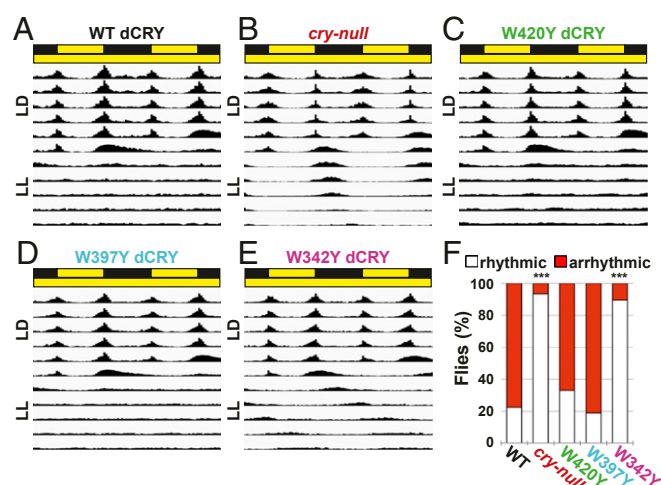 A WT dCRY
B cry-null
C W420Y dCRY
LD
LL
LD
LL
LD
LL
D W397Y dCRY
E W342Y dCRY
F rhythmic arrhythmic
LD
LL
LD
LL
*** ***
Flies (%)
100
80
60
40
20
0
WT
cry-null
W420Y
W397Y
W342Y